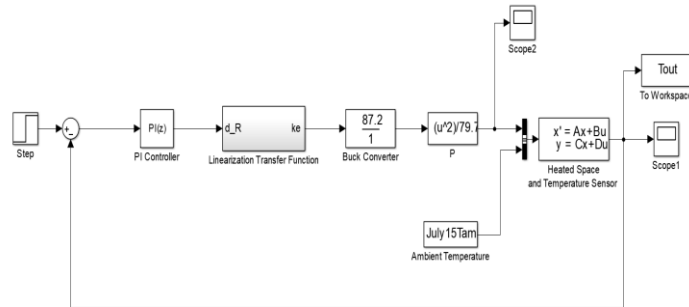 Step
+
−
PI(z)
PI Controller
d_R
ke
Linearization Transfer Function
87.2
1
Buck Converter
(u^2)/79.7
P
Scope2
July15Tam
Ambient Temperature
x' = Ax+Bu
y = Cx+Du
Heated Space
and Temperature Sensor
Tout
To Workspace
Scope1